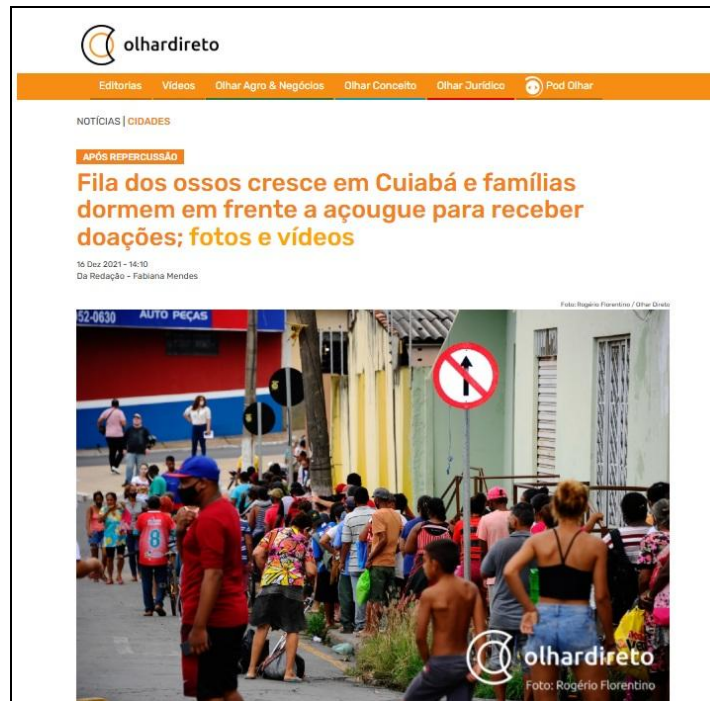 olhardireto
Editorias Vídeos Olhar Agro & Negócios Olhar Conceito Olhar Jurídico Pod Olhar
NOTÍCIAS | CIDADES
APÓS REPERCUSSÃO
Fila dos ossos cresce em Cuiabá e famílias
dormem em frente a açougue para receber
doações; fotos e vídeos
16 Dez 2021 - 14:10
Da Redação - Fabiana Mendes
Foto: Rogério Florentino / Olhar Direto
52-0630 AUTO PEÇAS
8
olhardireto
Foto: Rogério Florentino